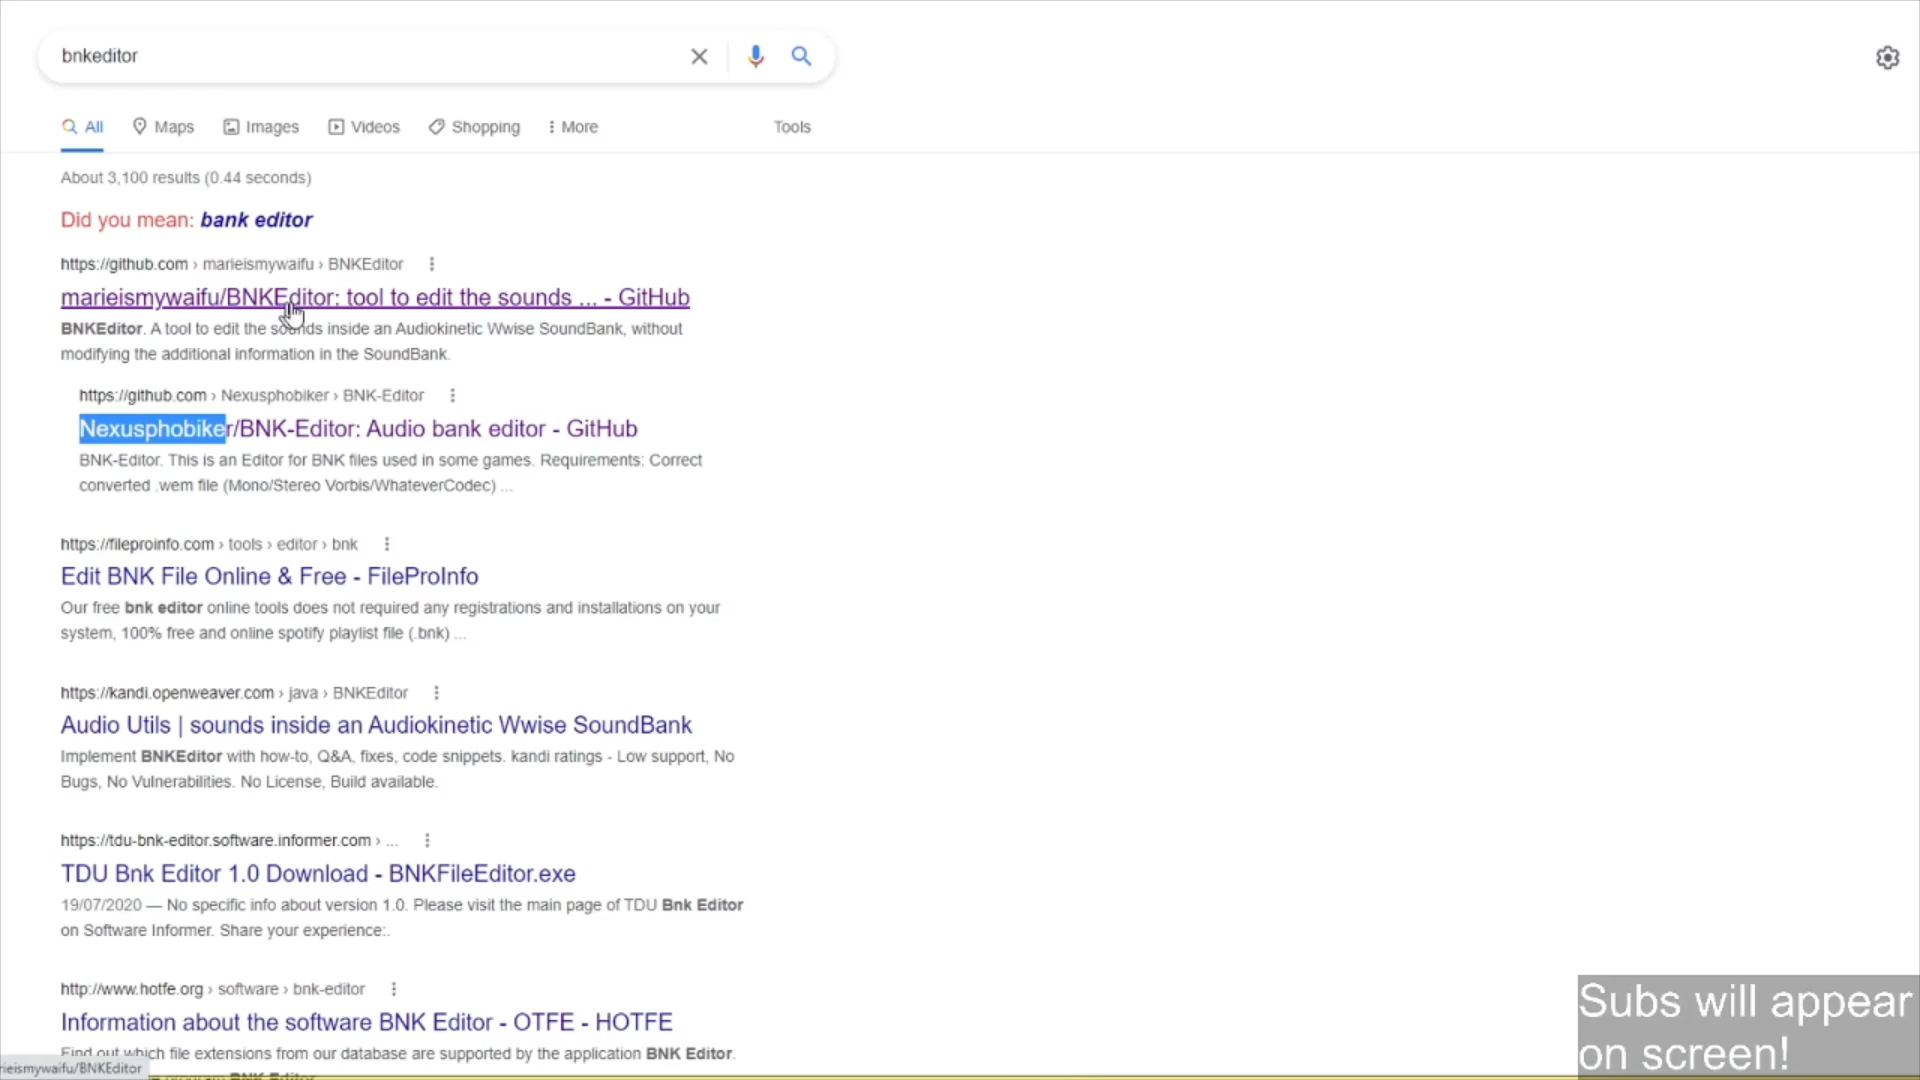 bnkeditor
All Maps Images Videos Shopping More Tools
About 3,100 results (0.44 seconds)
Did you mean: bank editor
https://github.com › marieismywaifu › BNKEditor
marieismywaifu/BNKEditor: tool to edit the sounds ... - GitHub
BNKEditor. A tool to edit the sounds inside an Audiokinetic Wwise SoundBank, without
modifying the additional information in the SoundBank.
https://github.com › Nexusphobiker › BNK-Editor
Nexusphobiker/BNK-Editor: Audio bank editor - GitHub
BNK-Editor. This is an Editor for BNK files used in some games. Requirements: Correct
converted .wem file (Mono/Stereo Vorbis/WhateverCodec) ...
https://fileproinfo.com › tools › editor › bnk
Edit BNK File Online & Free - FileProInfo
Our free bnk editor online tools does not required any registrations and installations on your
system, 100% free and online spotify playlist file (.bnk) ...
https://kandi.openweaver.com › java › BNKEditor
Audio Utils | sounds inside an Audiokinetic Wwise SoundBank
Implement BNKEditor with how-to, Q&A, fixes, code snippets. kandi ratings - Low support, No
Bugs, No Vulnerabilities. No License, Build available.
https://tdu-bnk-editor.software.informer.com › ...
TDU Bnk Editor 1.0 Download - BNKFileEditor.exe
19/07/2020 — No specific info about version 1.0. Please visit the main page of TDU Bnk Editor
on Software Informer. Share your experience:.
http://www.hotfe.org › software › bnk-editor
Information about the software BNK Editor - OTFE - HOTFE
Find out which file extensions from our database are supported by the application BNK Editor.
program BNK Editor
rieismywaifu/BNKEditor
Subs will appear
on screen!